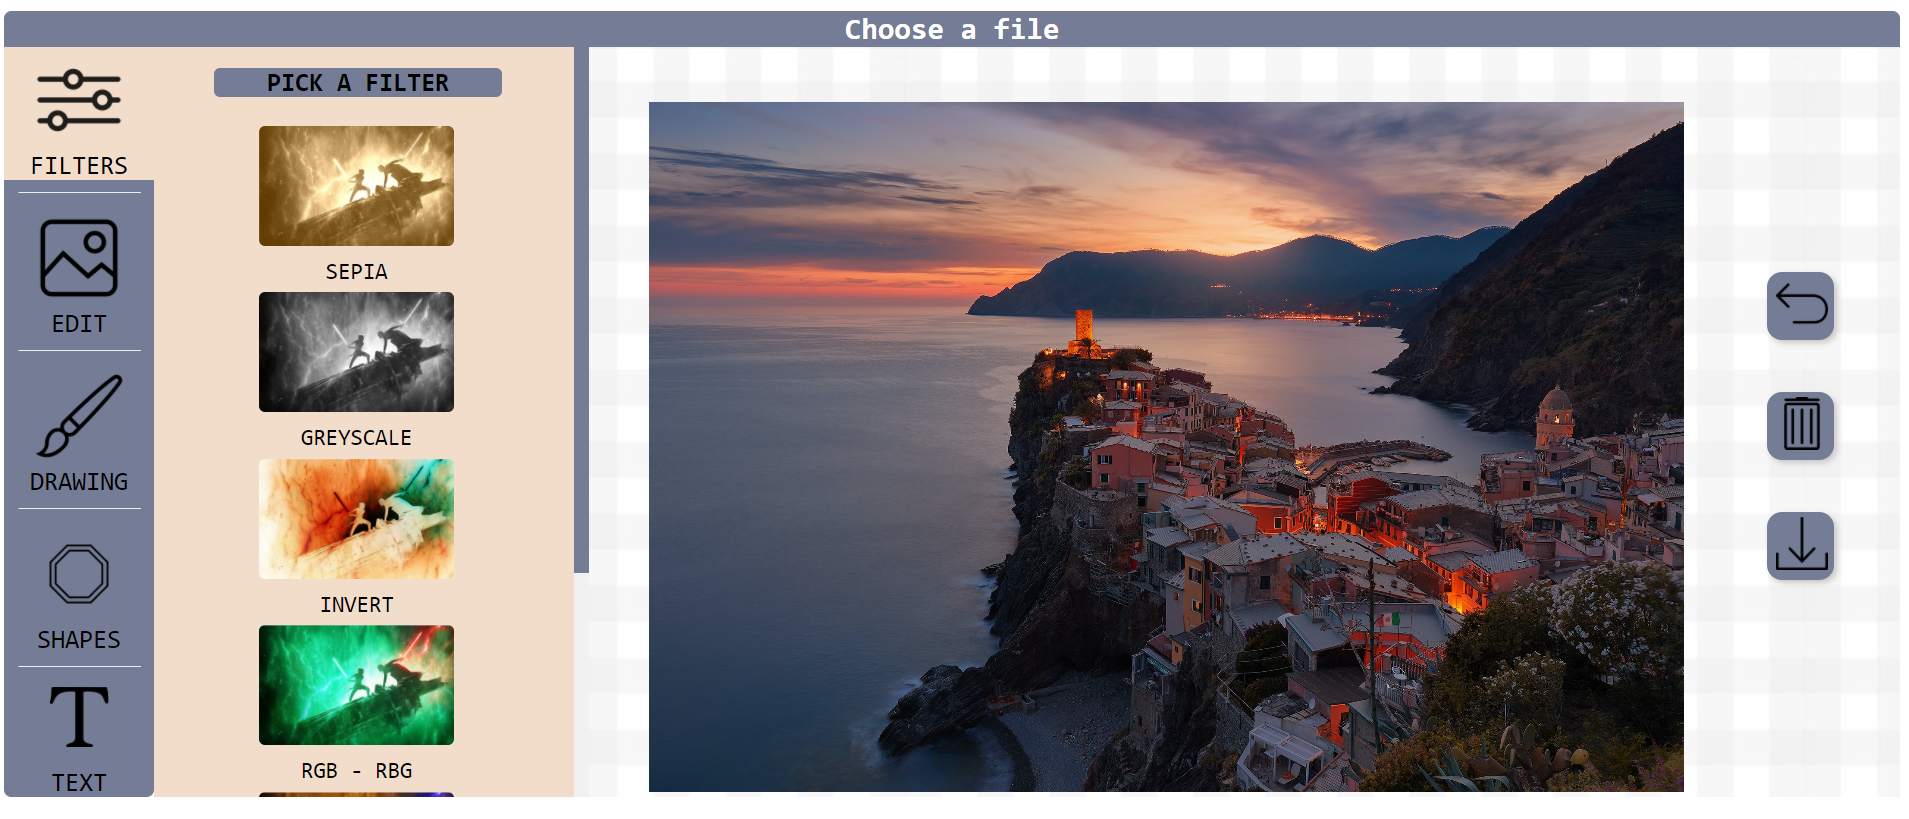 Choose a file
FILTERS
EDIT
DRAWING
SHAPES
TEXT
PICK A FILTER
SEPIA
GREYSCALE
INVERT
RGB - RBG